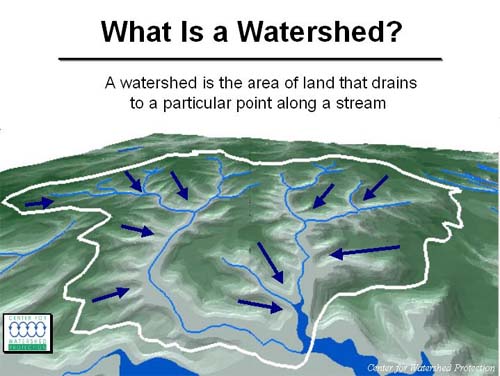 What Is a Watershed?
A watershed is the area of land that drains
to a particular point along a stream
CENTER FOR
WATERSHED
PROTECTION
Center for Watershed Protection